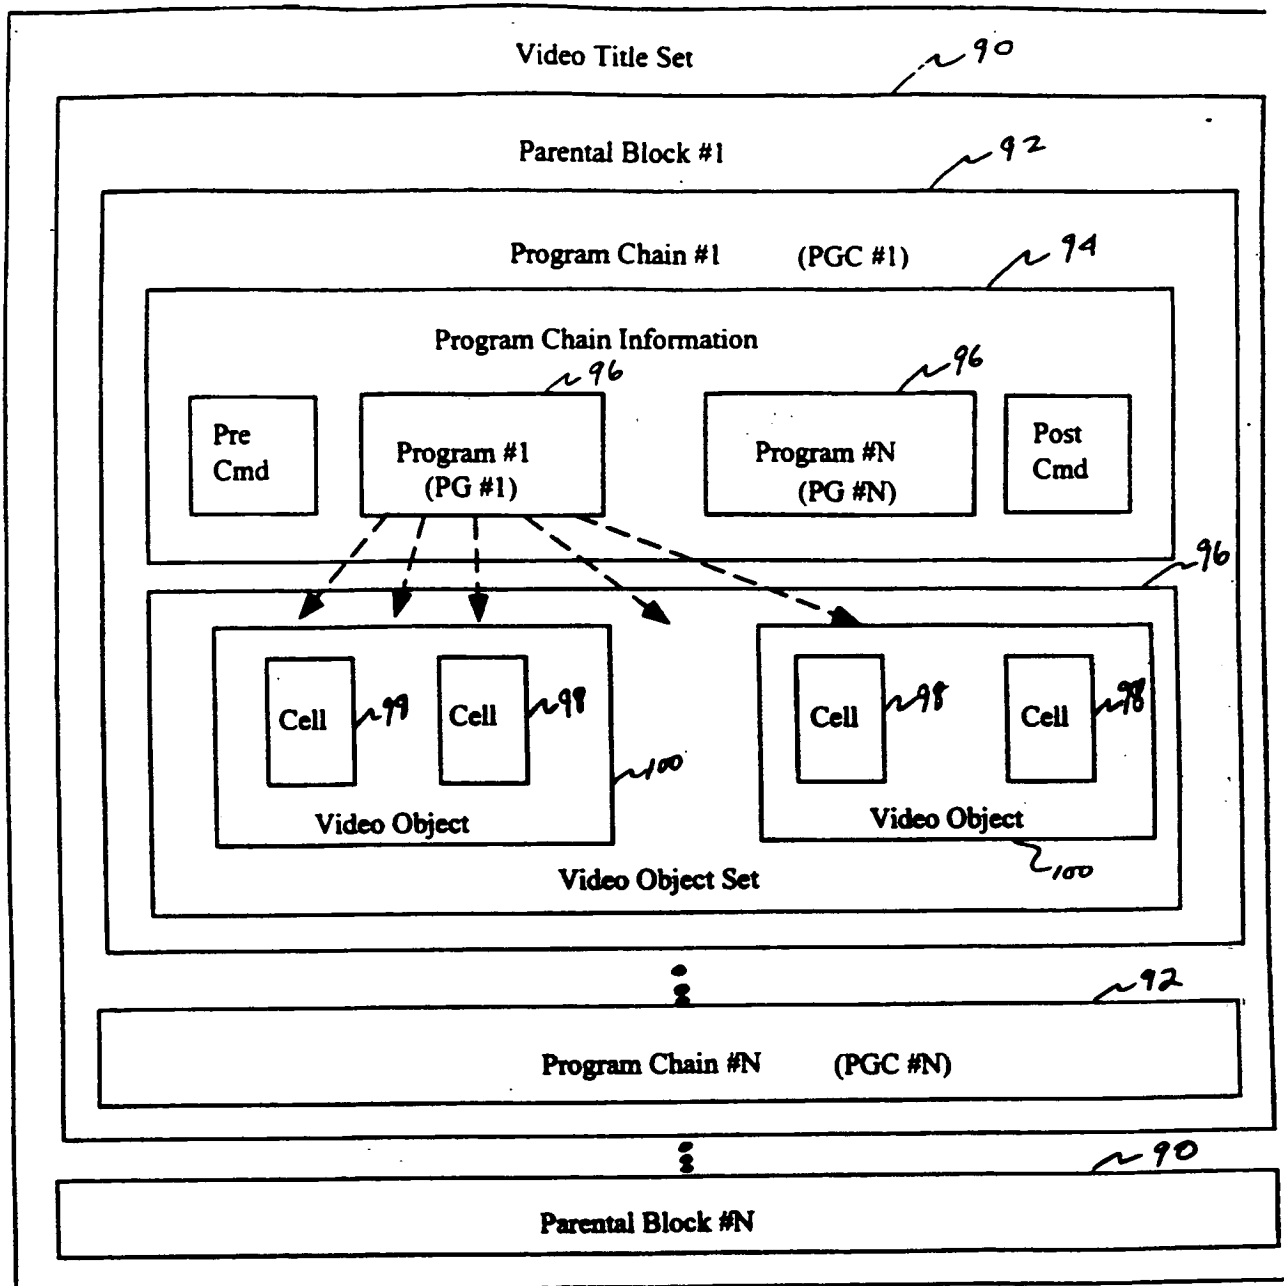 Video Title Set
90
Parental Block #1
92
Program Chain #1 (PGC #1)
94
Program Chain Information
96
96
Pre
Cmd
Program #1
(PG #1)
Program #N
(PG #N)
Post
Cmd
96
Cell
99
Cell
98
Cell
98
Cell
98
100
Video Object
Video Object
100
Video Object Set
92
Program Chain #N (PGC #N)
90
Parental Block #N